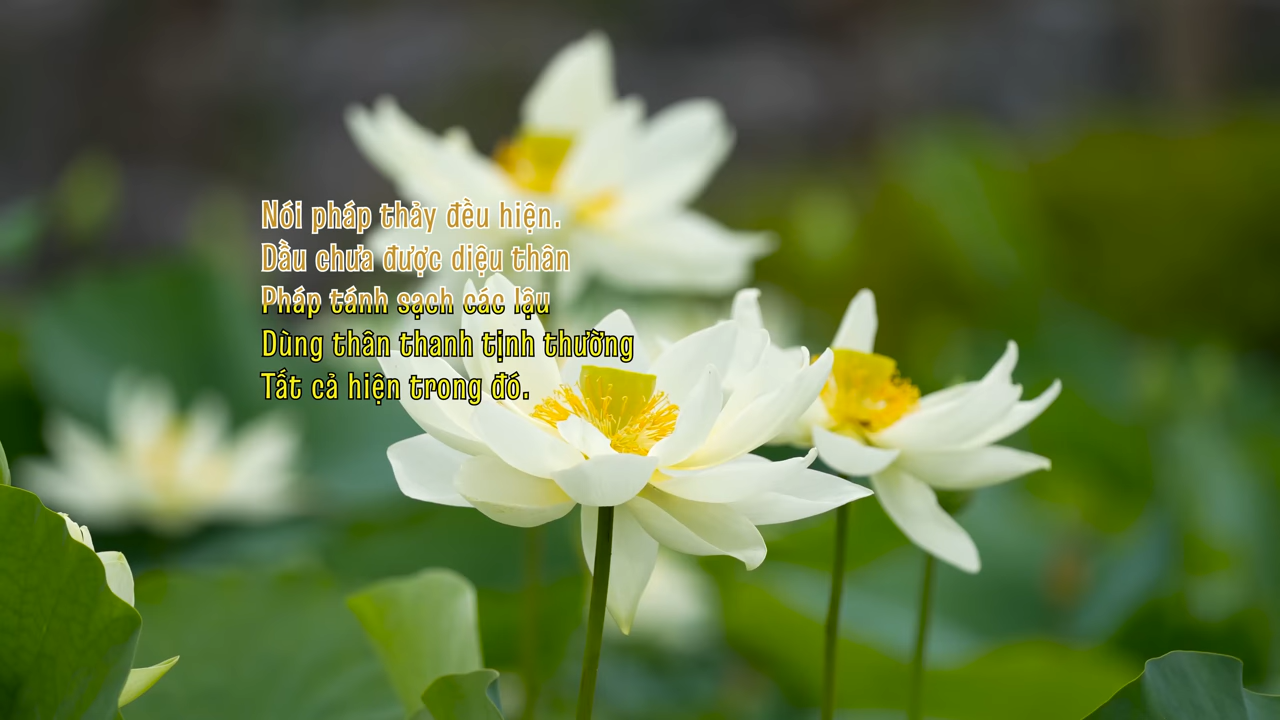 Nói pháp thảy đều hiện.
Dầu chưa được diệu thân
Pháp tánh sạch các lậu
Dùng thân thanh tịnh thường
Tất cả hiện trong đó.